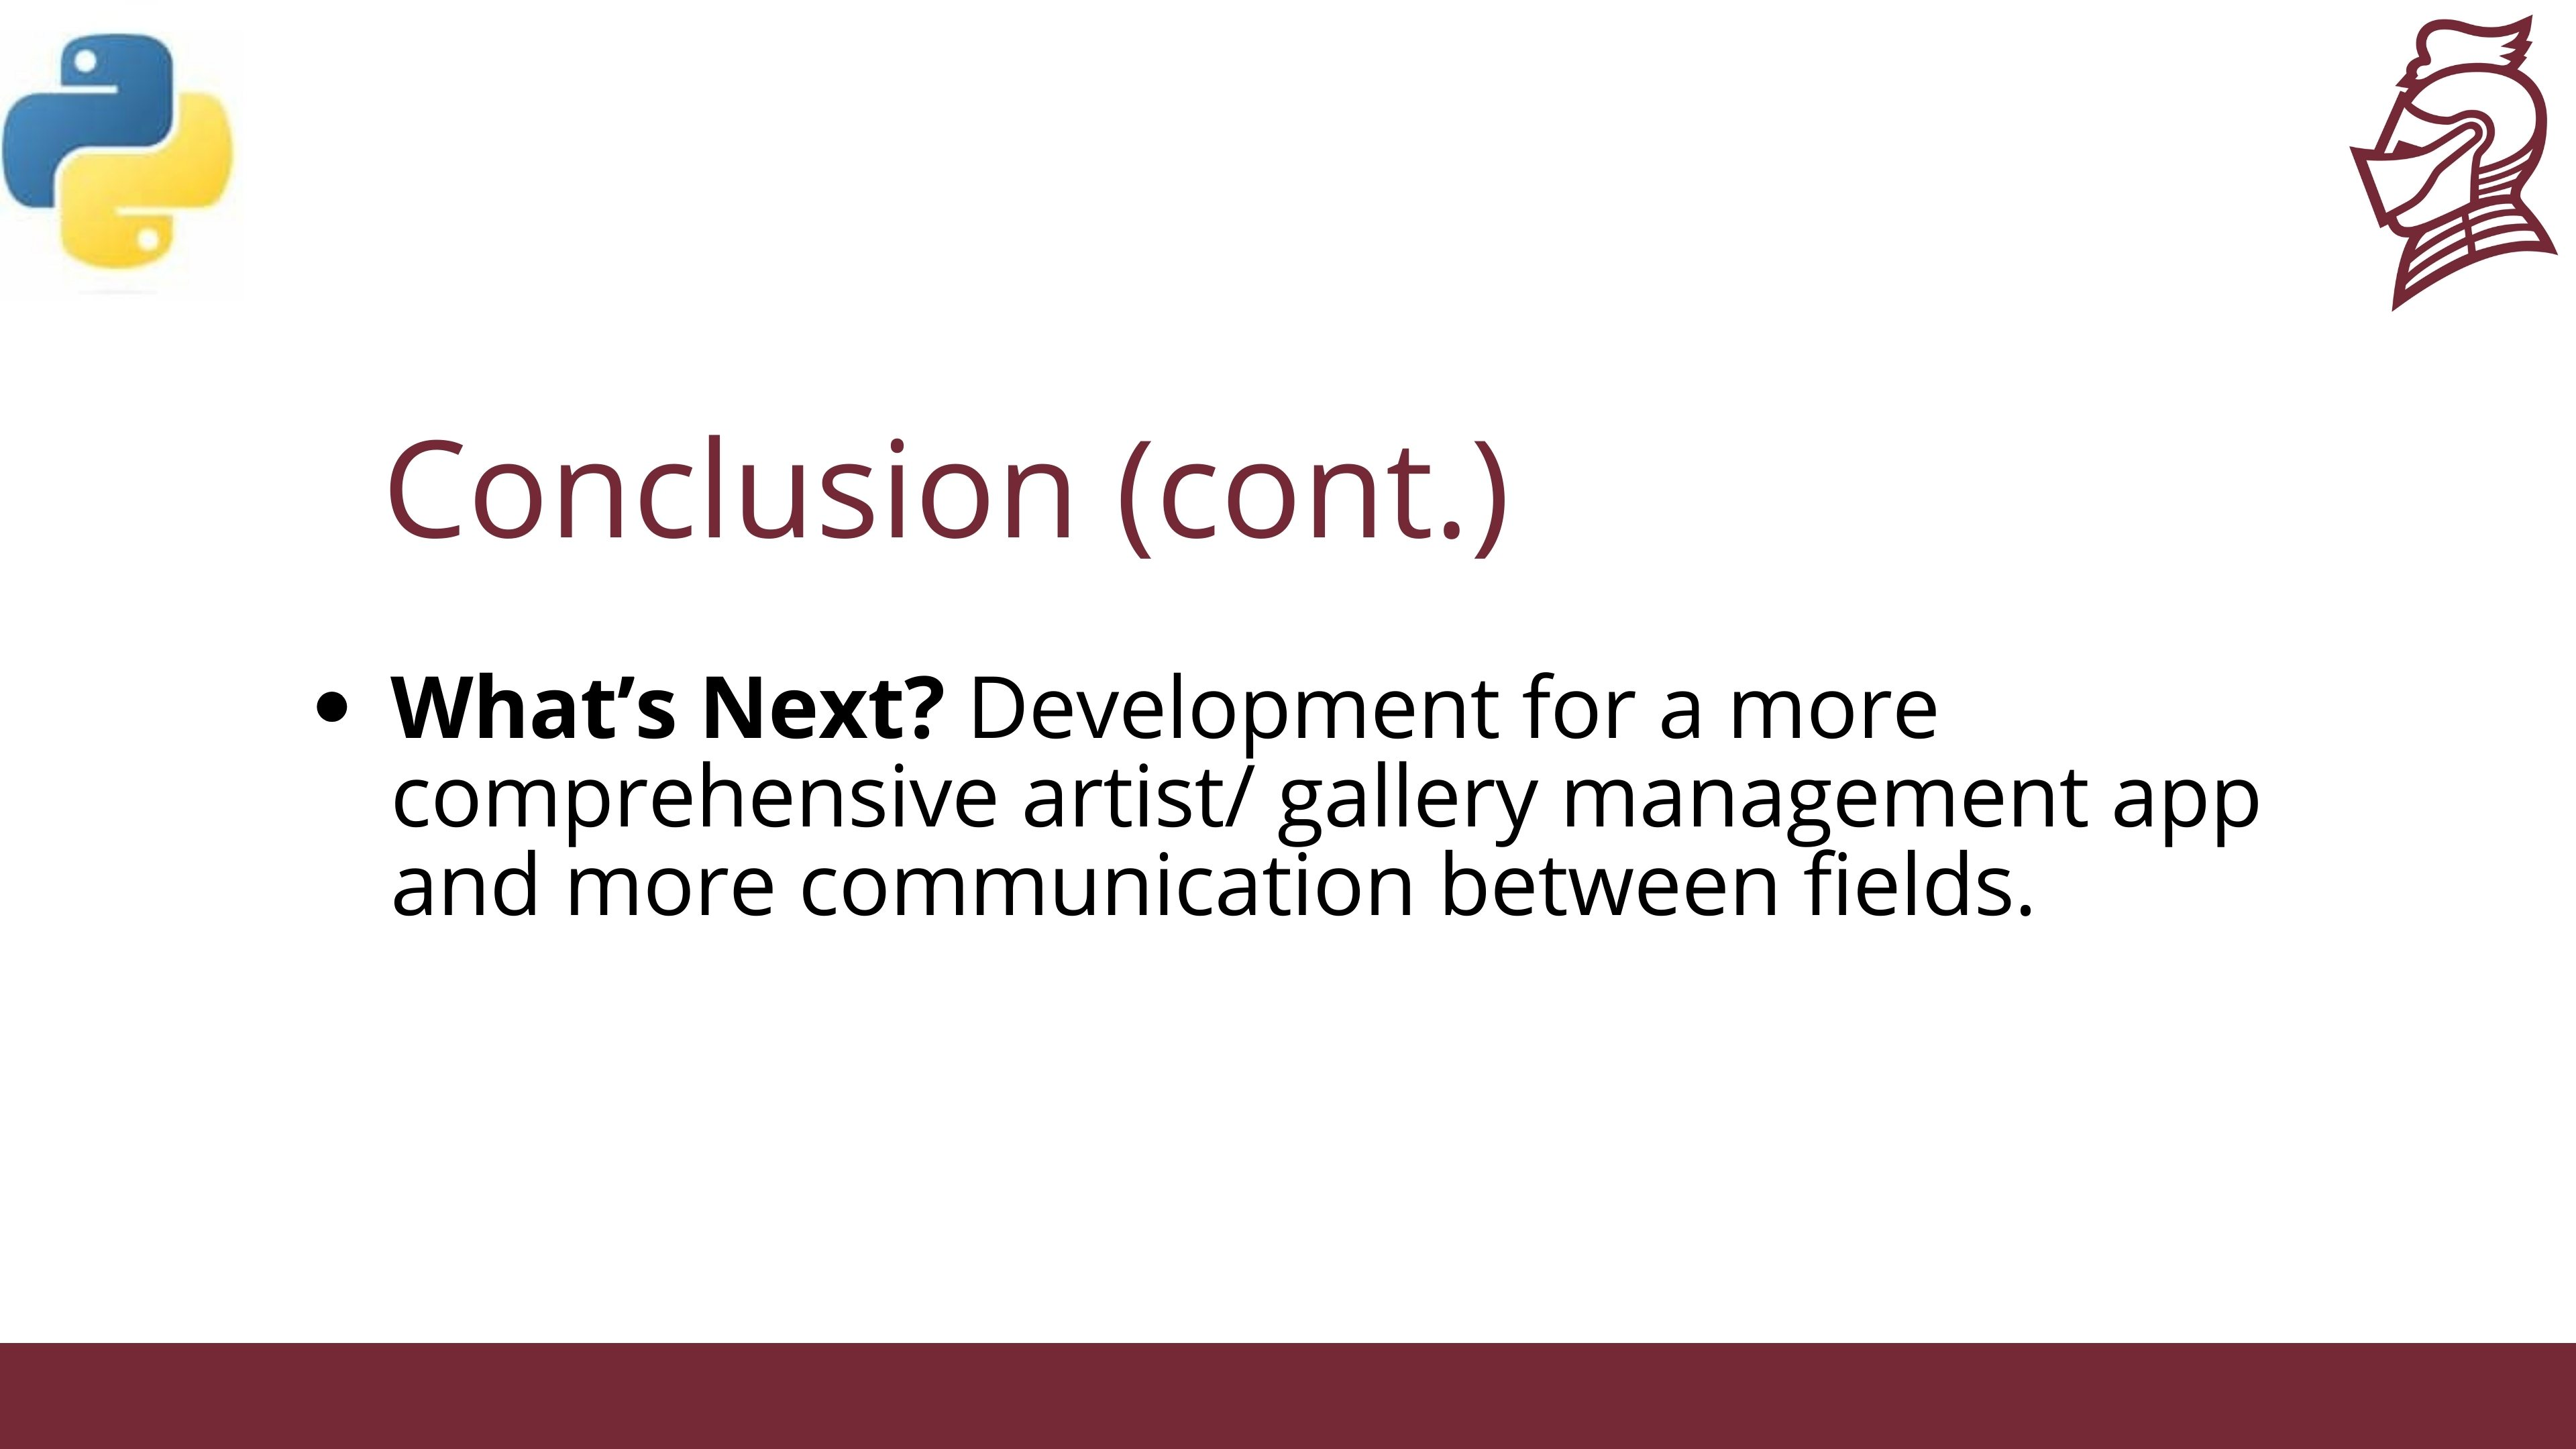 Conclusion (cont.)
• What’s Next? Development for a more
comprehensive artist/ gallery management app
and more communication between fields.